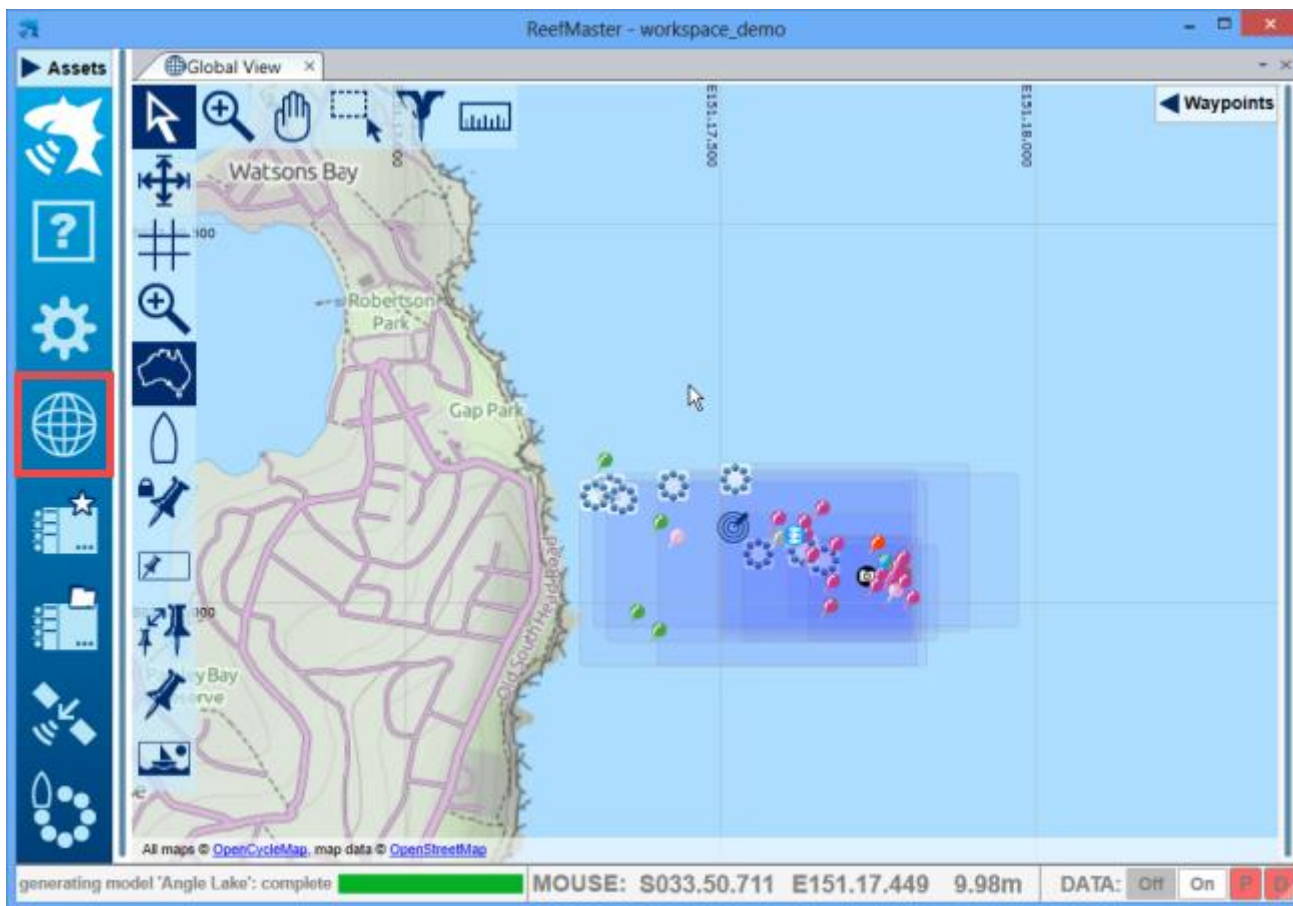 ReefMaster - workspace_demo
Assets
Global View
Waypoints
E151.17.500
E151.18.000
Watsons Bay
Robertson
Park
Gap Park
Old South Head Road
All maps © OpenCycleMap, map data © OpenStreetMap
generating model 'Angle Lake': complete
MOUSE: S033.50.711 E151.17.449 9.98m
DATA: Off On P D